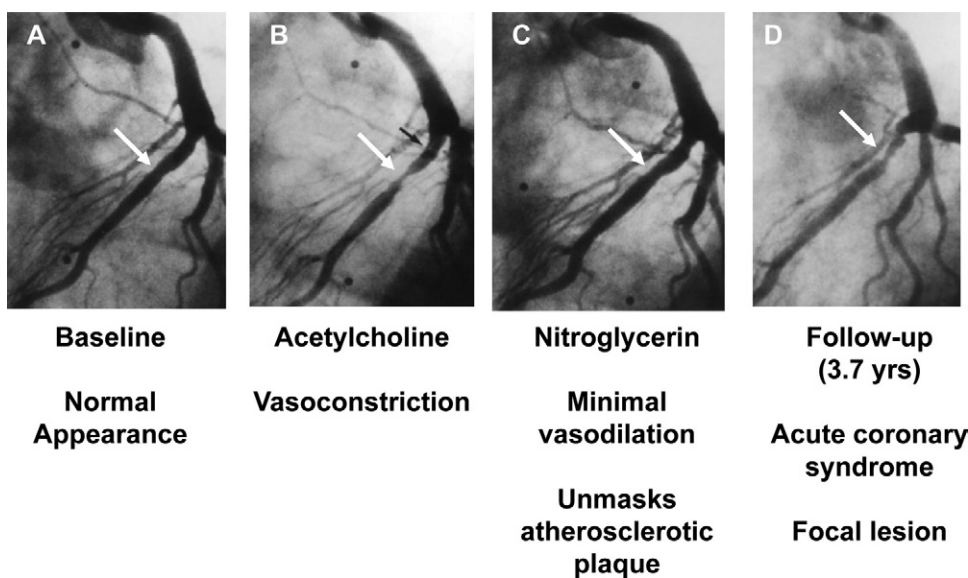 A
B
C
D
Baseline
Normal
Appearance
Acetylcholine
Vasoconstriction
Nitroglycerin
Minimal
vasodilation
Unmasks
atherosclerotic
plaque
Follow-up
(3.7 yrs)
Acute coronary
syndrome
Focal lesion